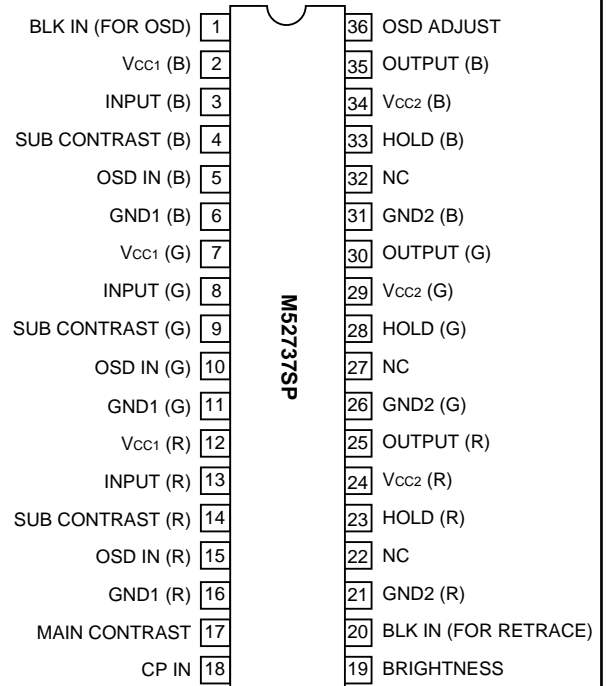 BLK IN (FOR OSD) 1 36 OSD ADJUST
VCC1 (B) 2 35 OUTPUT (B)
INPUT (B) 3 34 VCC2 (B)
SUB CONTRAST (B) 4 33 HOLD (B)
OSD IN (B) 5 32 NC
GND1 (B) 6 31 GND2 (B)
VCC1 (G) 7 30 OUTPUT (G)
INPUT (G) 8 29 VCC2 (G)
SUB CONTRAST (G) 9 28 HOLD (G)
OSD IN (G) 10 27 NC
GND1 (G) 11 26 GND2 (G)
VCC1 (R) 12 25 OUTPUT (R)
INPUT (R) 13 24 VCC2 (R)
SUB CONTRAST (R) 14 23 HOLD (R)
OSD IN (R) 15 22 NC
GND1 (R) 16 21 GND2 (R)
MAIN CONTRAST 17 20 BLK IN (FOR RETRACE)
CP IN 18 19 BRIGHTNESS
M52737SP